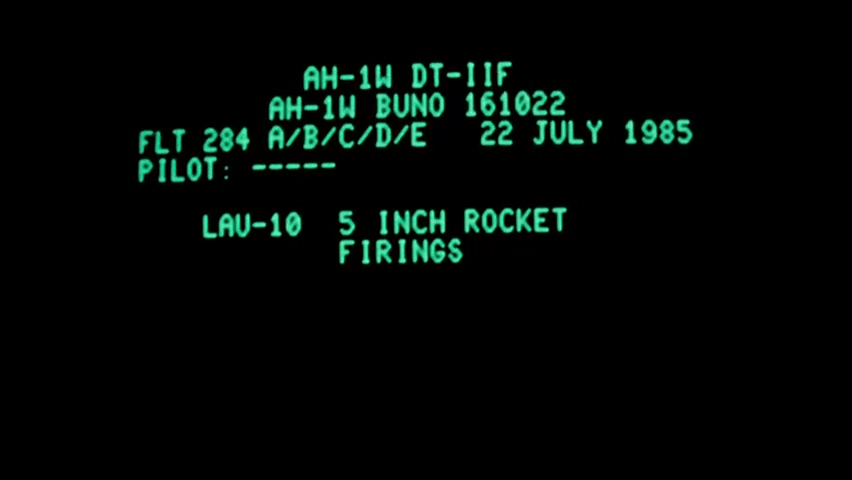 AH-1W DT-IIF
AH-1W BUNO 161022
FLT 284 A/B/C/D/E 22 JULY 1985
PILOT: -----
LAU-10 5 INCH ROCKET
FIRINGS